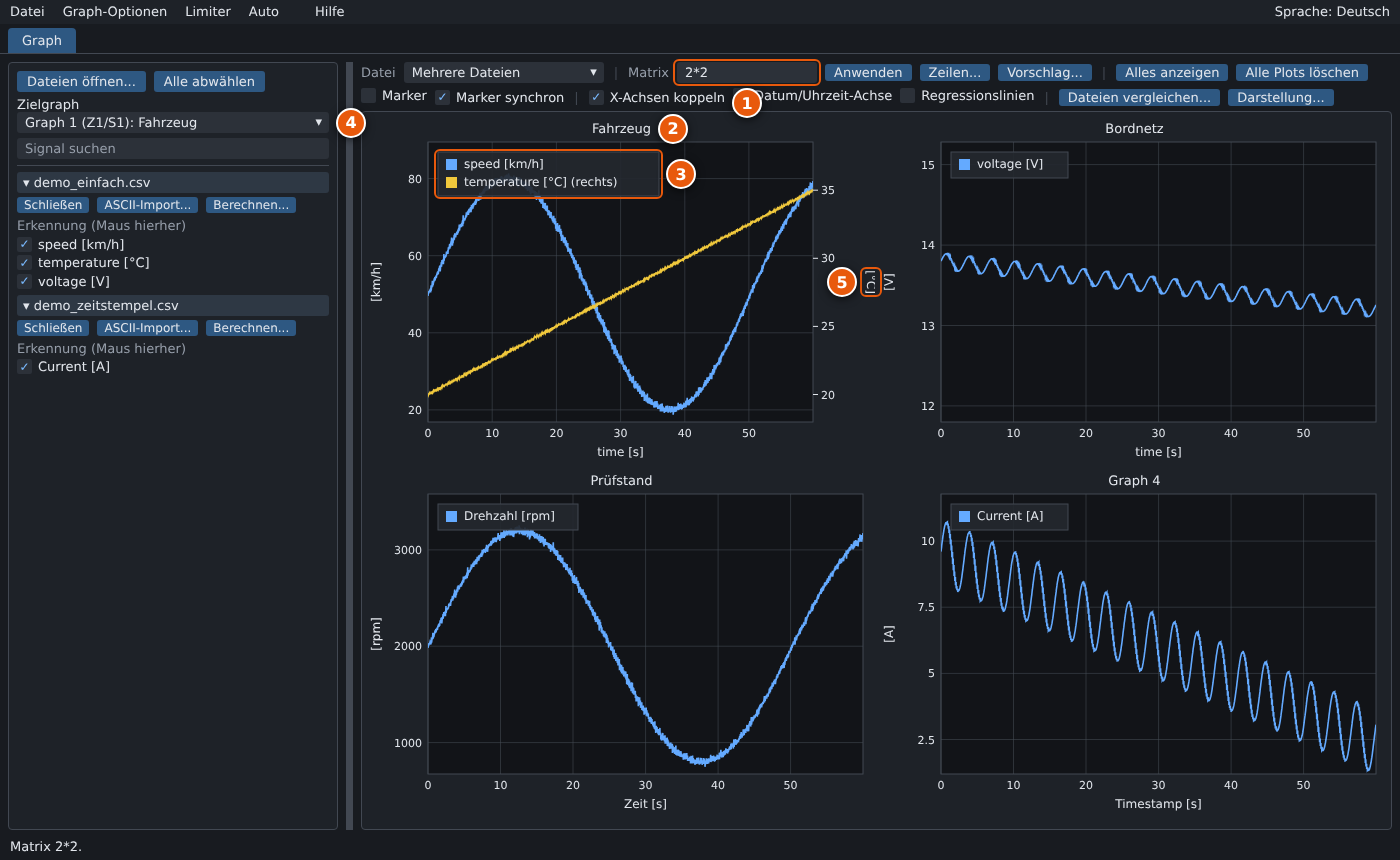 Datei Graph-Optionen Limiter Auto Hilfe Sprache: Deutsch
Graph
Dateien öffnen... Alle abwählen
Zielgraph
Graph 1 (Z1/S1): Fahrzeug
Signal suchen
demo_einfach.csv
Schließen ASCII-Import... Berechnen...
Erkennung (Maus hierher)
speed [km/h]
temperature [°C]
voltage [V]
demo_zeitstempel.csv
Schließen ASCII-Import... Berechnen...
Erkennung (Maus hierher)
Current [A]
Datei Mehrere Dateien | Matrix 2*2 Anwenden Zeilen... Vorschlag... | Alles anzeigen Alle Plots löschen
Marker Marker synchron | X-Achsen koppeln 1 Datum/Uhrzeit-Achse Regressionslinien | Dateien vergleichen... Darstellung...
4
Fahrzeug 2
speed [km/h]
temperature [°C] (rechts)
3
80
60
40
20
[km/h]
35
30
25
20
5
[°C]
0 10 20 30 40 50
time [s]
Bordnetz
voltage [V]
15
14
13
12
[V]
0 10 20 30 40 50
time [s]
Prüfstand
Drehzahl [rpm]
3000
2000
1000
[rpm]
0 10 20 30 40 50
Zeit [s]
Graph 4
Current [A]
10
7.5
5
2.5
[A]
0 10 20 30 40 50
Timestamp [s]
Matrix 2*2.